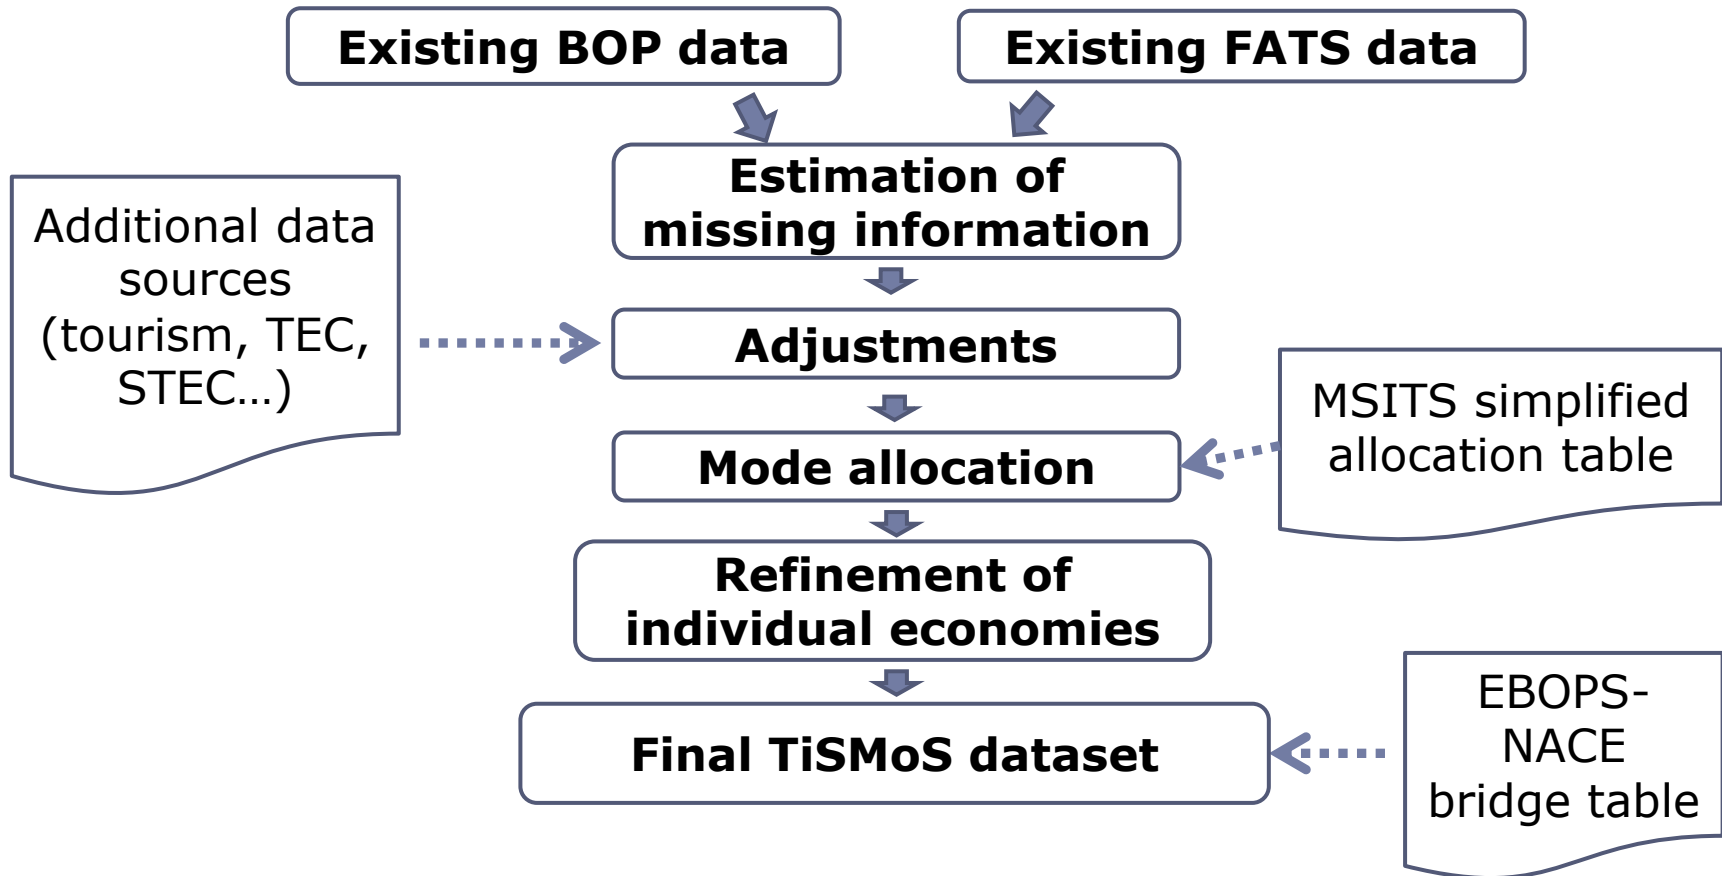 Existing BOP data
Existing FATS data
Estimation of
missing information
Additional data
sources
(tourism, TEC,
STEC…)
Adjustments
MSITS simplified
allocation table
Mode allocation
Refinement of
individual economies
EBOPS-
NACE
bridge table
Final TiSMoS dataset